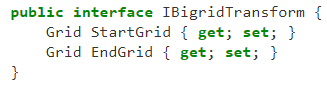 public interface IBigridTransform {
    Grid StartGrid { get; set; }
    Grid EndGrid { get; set; }
}